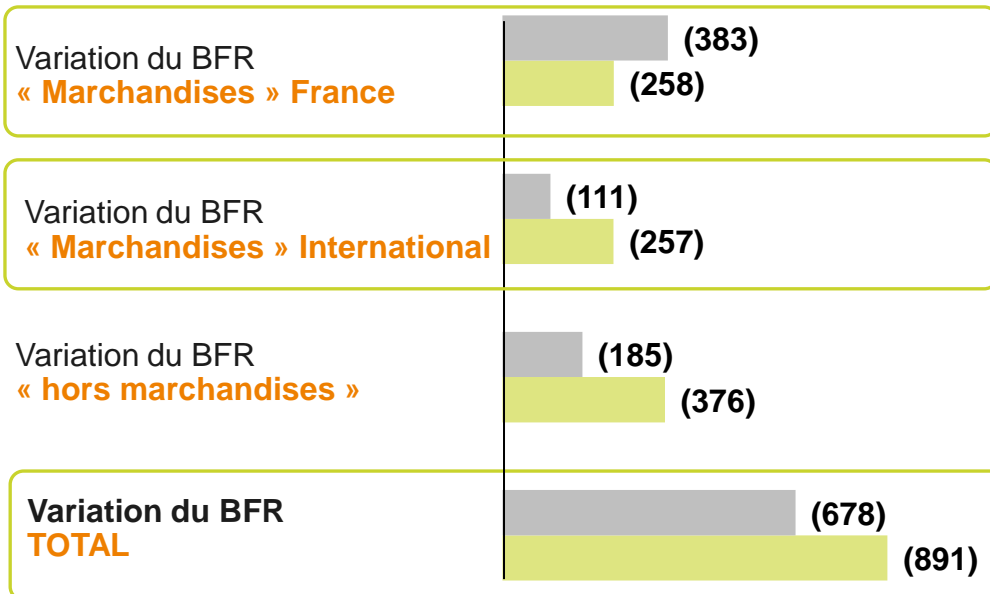 Variation du BFR
« Marchandises » France
(383)
(258)
Variation du BFR
« Marchandises » International
(111)
(257)
Variation du BFR
« hors marchandises »
(185)
(376)
Variation du BFR
TOTAL
(678)
(891)